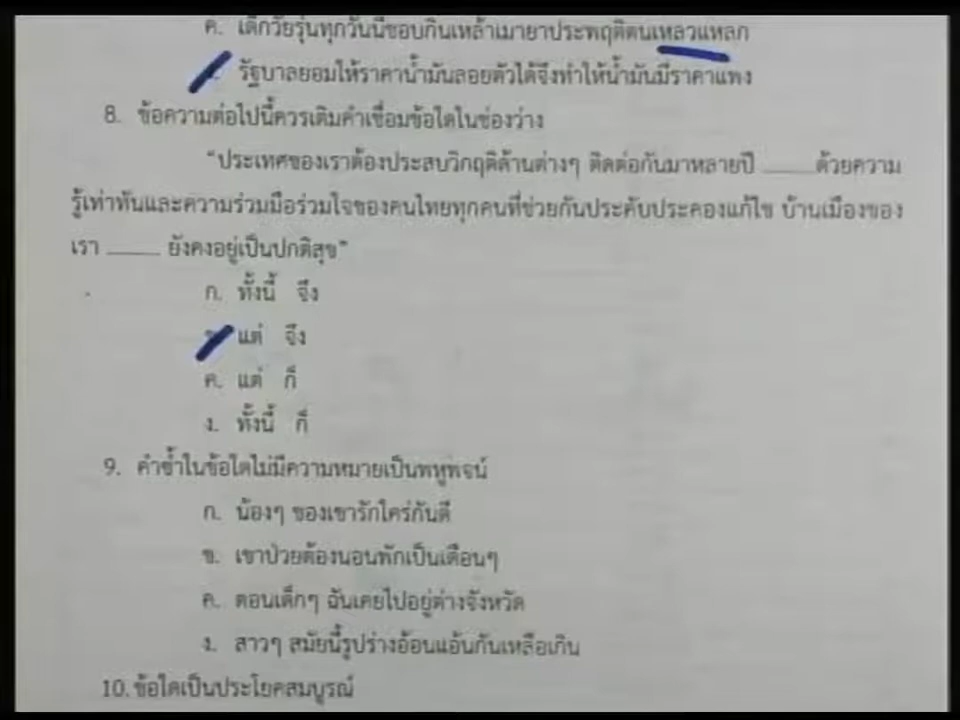 ค. เด็กวัยรุ่นทุกวันนี้ชอบกินเหล้าเมายาประพฤติตนเหลวแหลก
รัฐบาลยอมให้ราคาน้ำมันลอยตัวได้จึงทำให้น้ำมันมีราคาแพง
8. ข้อความต่อไปนี้ควรเติมคำเชื่อมข้อใดในช่องว่าง
"ประเทศของเราต้องประสบวิกฤติด้านต่างๆ ติดต่อกันมาหลายปี ........... ด้วยความ
รู้เท่าทันและความร่วมมือร่วมใจของคนไทยทุกคนที่ช่วยกันประคับประคองแก้ไข บ้านเมืองของ
เรา ........... ยังคงอยู่เป็นปกติสุข"
ก. ทั้งนี้ จึง
แต่ จึง
ค. แต่ ก็
ง. ทั้งนี้ ก็
9. คำซ้ำในข้อใดไม่มีความหมายเป็นพหูพจน์
ก. น้องๆ ของเขารักใคร่กันดี
ข. เขาป่วยต้องนอนพักเป็นเดือนๆ
ค. ตอนเด็กๆ ฉันเคยไปอยู่ต่างจังหวัด
ง. สาวๆ สมัยนี้รูปร่างอ้อนแอ้นกันเหลือเกิน
10. ข้อใดเป็นประโยคสมบูรณ์